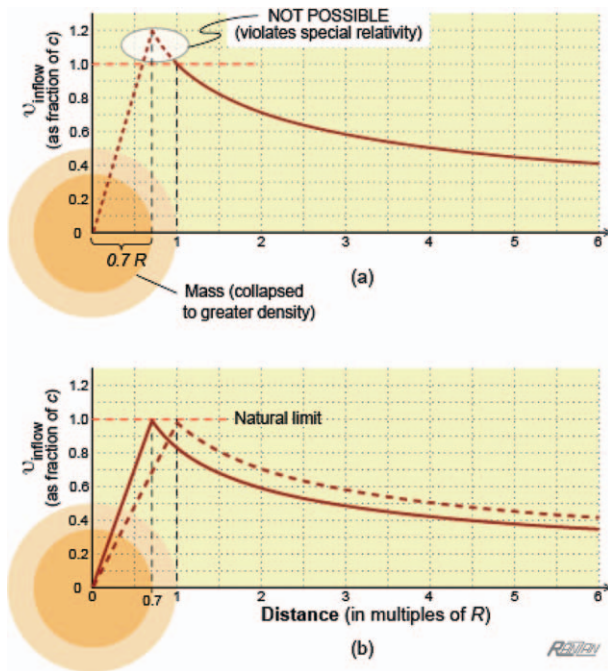 NOT POSSIBLE
(violates special relativity)
1.2
1.0
0.8
0.6
0.4
0.2
0
𝒱inflow
(as fraction of c)
0 1 2 3 4 5 6
0.7 R
(a)
Mass (collapsed
to greater density)
1.2
1.0
0.8
0.6
0.4
0.2
0
𝒱inflow
(as fraction of c)
Natural limit
0 0.7 1 2 3 4 5 6
Distance (in multiples of R)
(b)